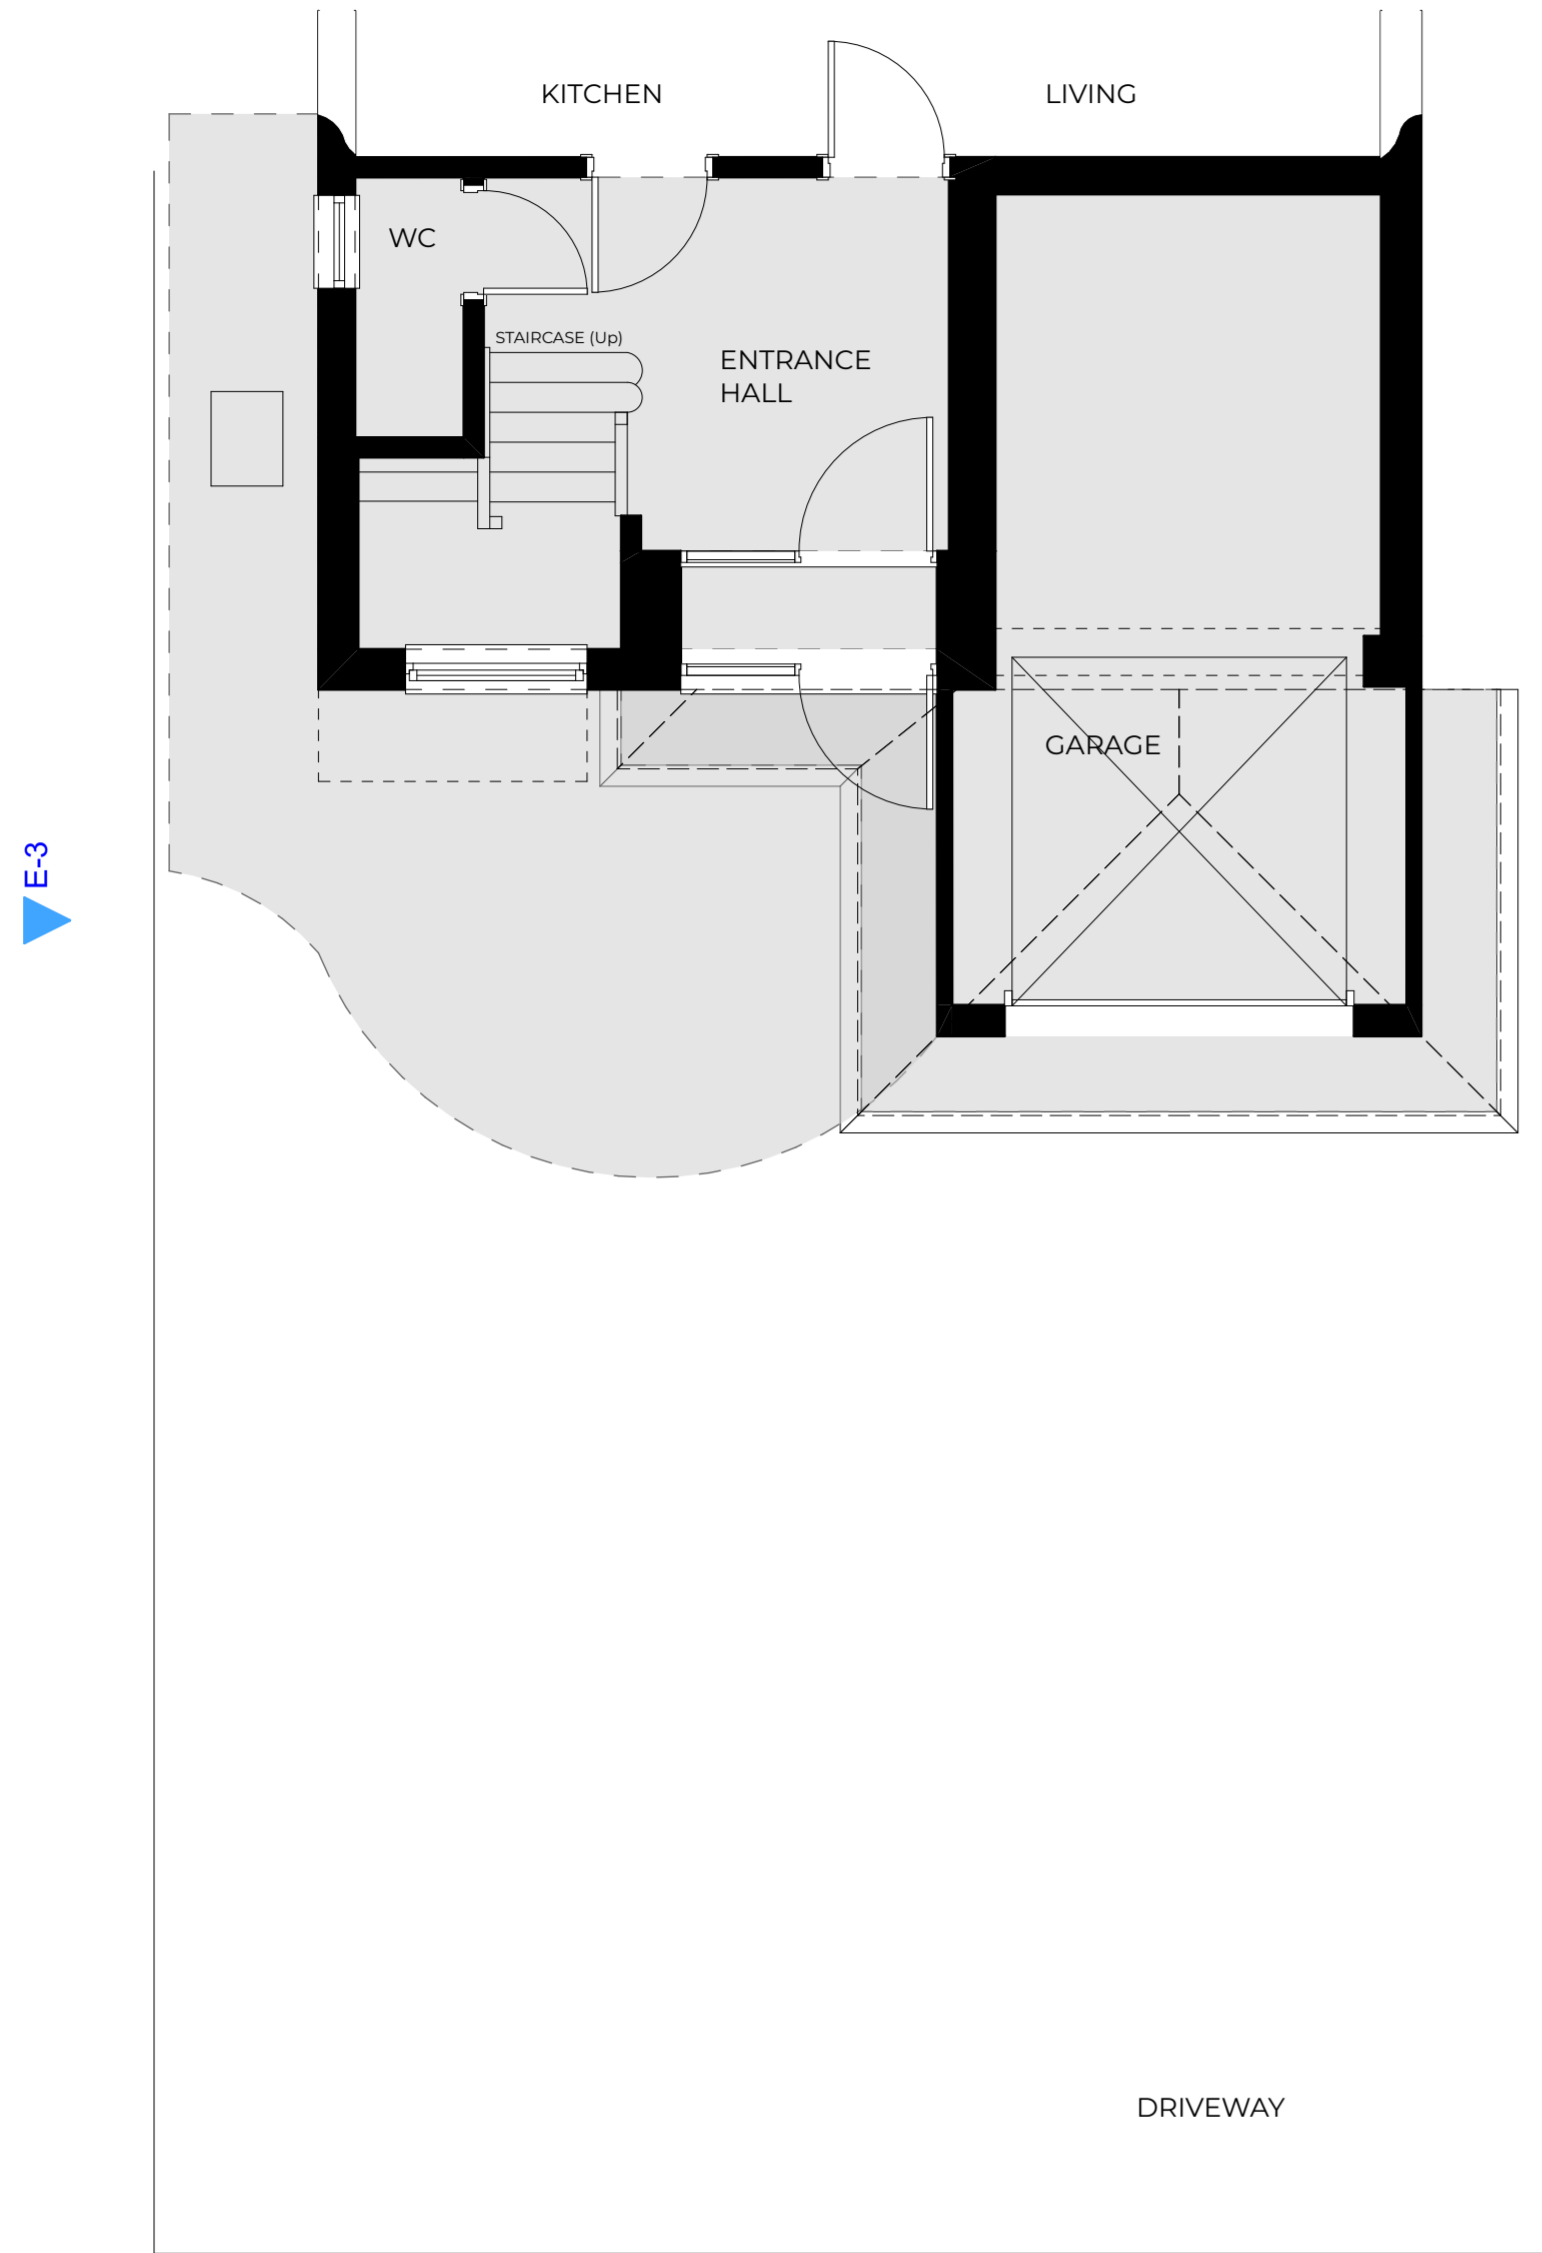 KITCHEN
LIVING
WC
STAIRCASE (Up)
ENTRANCE
HALL
GARAGE
E-3
DRIVEWAY